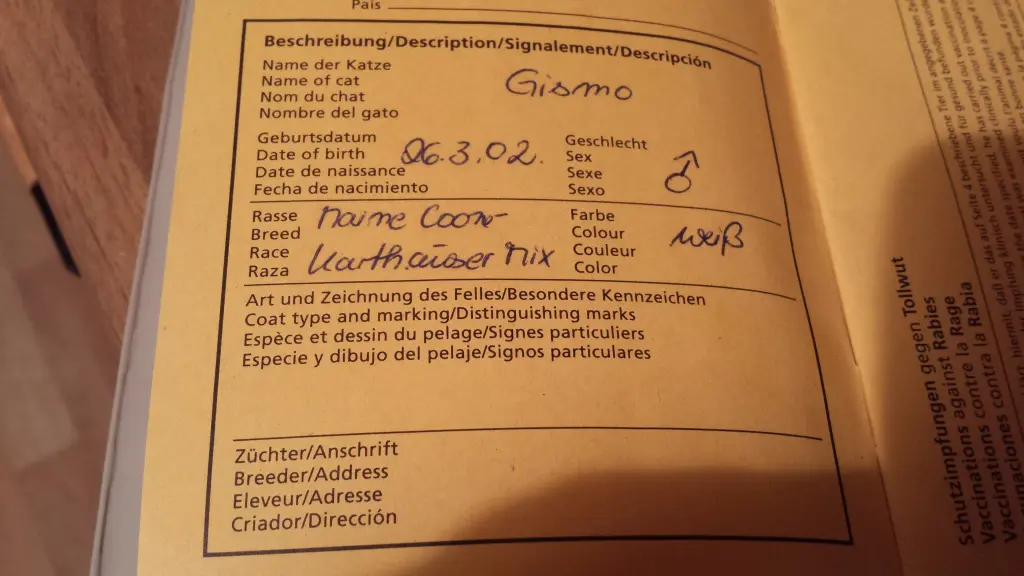 País
Beschreibung/Description/Signalement/Descripción
Name der Katze
Name of cat
Nom du chat
Nombre del gato
Gismo
Geburtsdatum
Date of birth
Date de naissance
Fecha de nacimiento
06.3.02.
Geschlecht
Sex
Sexe
Sexo
♂
Rasse
Breed
Race
Raza
Maine Coon-
Karthäuser Mix
Farbe
Colour
Couleur
Color
weiß
Art und Zeichnung des Felles/Besondere Kennzeichen
Coat type and marking/Distinguishing marks
Espèce et dessin du pelage/Signes particuliers
Especie y dibujo del pelaje/Signos particulares
Züchter/Anschrift
Breeder/Address
Eleveur/Adresse
Criador/Dirección
Schutzimpfungen gegen Tollwut
Vaccinations against Rabies
Vaccinations contre la Rage
contra la Rabia